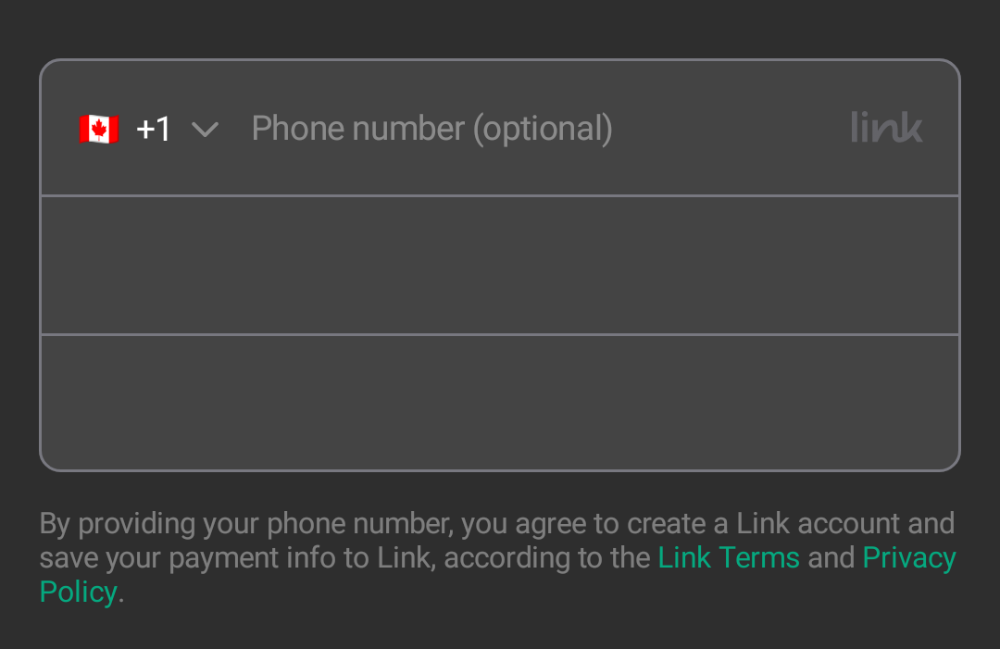 +1 Phone number (optional) link
By providing your phone number, you agree to create a Link account and
save your payment info to Link, according to the Link Terms and Privacy
Policy.